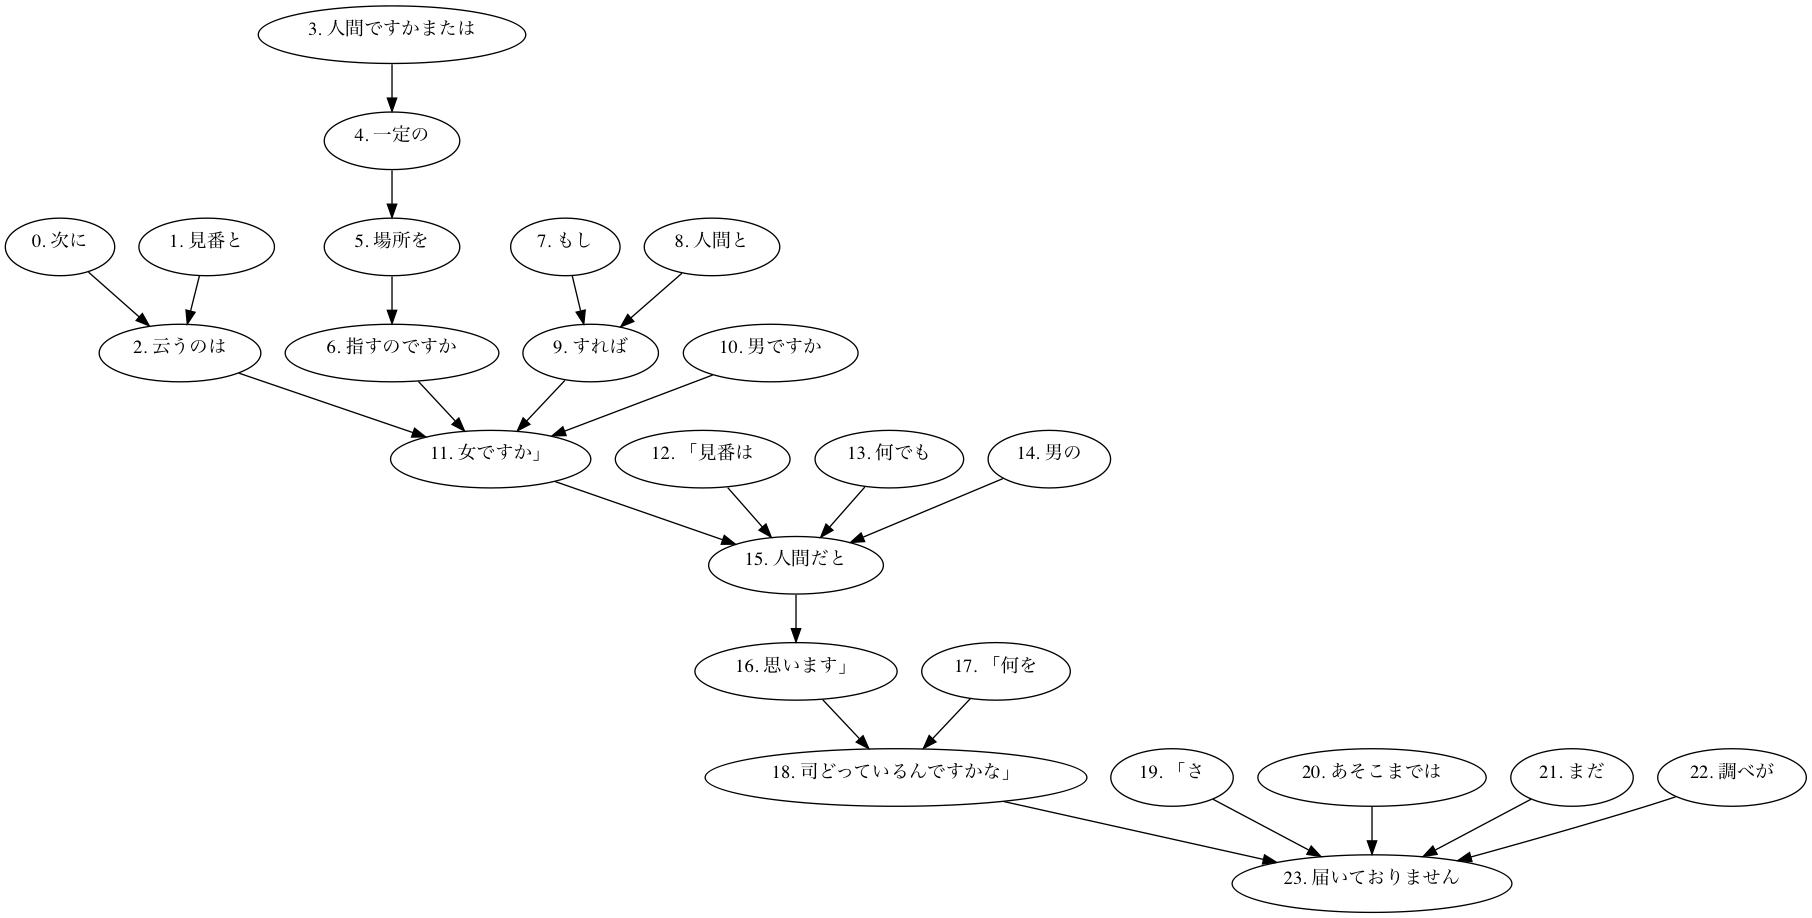 3. 人間ですかまたは
4. 一定の
0. 次に
1. 見番と
5. 場所を
7. もし
8. 人間と
2. 云うのは
6. 指すのですか
9. すれば
10. 男ですか
11. 女ですか」
12. 「見番は
13. 何でも
14. 男の
15. 人間だと
16. 思います」
17. 「何を
18. 司どっているんですかな」
19. 「さ
20. あそこまでは
21. まだ
22. 調べが
23. 届いておりません